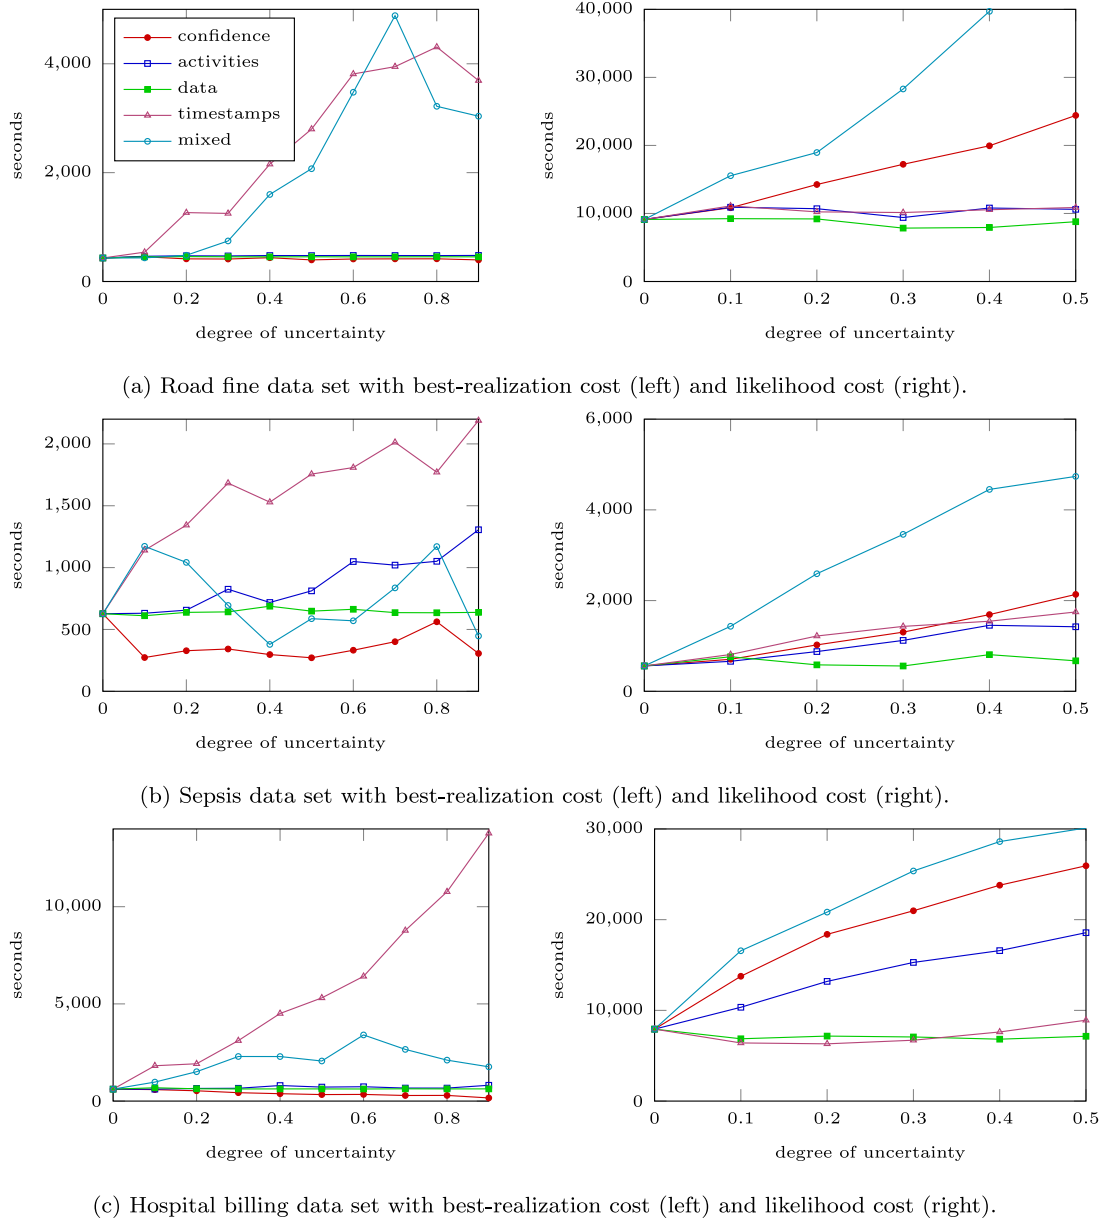 confidence
activities
data
timestamps
mixed
seconds
4,000
2,000
0
0 0.2 0.4 0.6 0.8
degree of uncertainty
seconds
40,000
30,000
20,000
10,000
0
0 0.1 0.2 0.3 0.4 0.5
degree of uncertainty
(a) Road fine data set with best-realization cost (left) and likelihood cost (right).
seconds
2,000
1,500
1,000
500
0
0 0.2 0.4 0.6 0.8
degree of uncertainty
seconds
6,000
4,000
2,000
0
0 0.1 0.2 0.3 0.4 0.5
degree of uncertainty
(b) Sepsis data set with best-realization cost (left) and likelihood cost (right).
seconds
10,000
5,000
0
0 0.2 0.4 0.6 0.8
degree of uncertainty
seconds
30,000
20,000
10,000
0
0 0.1 0.2 0.3 0.4 0.5
degree of uncertainty
(c) Hospital billing data set with best-realization cost (left) and likelihood cost (right).